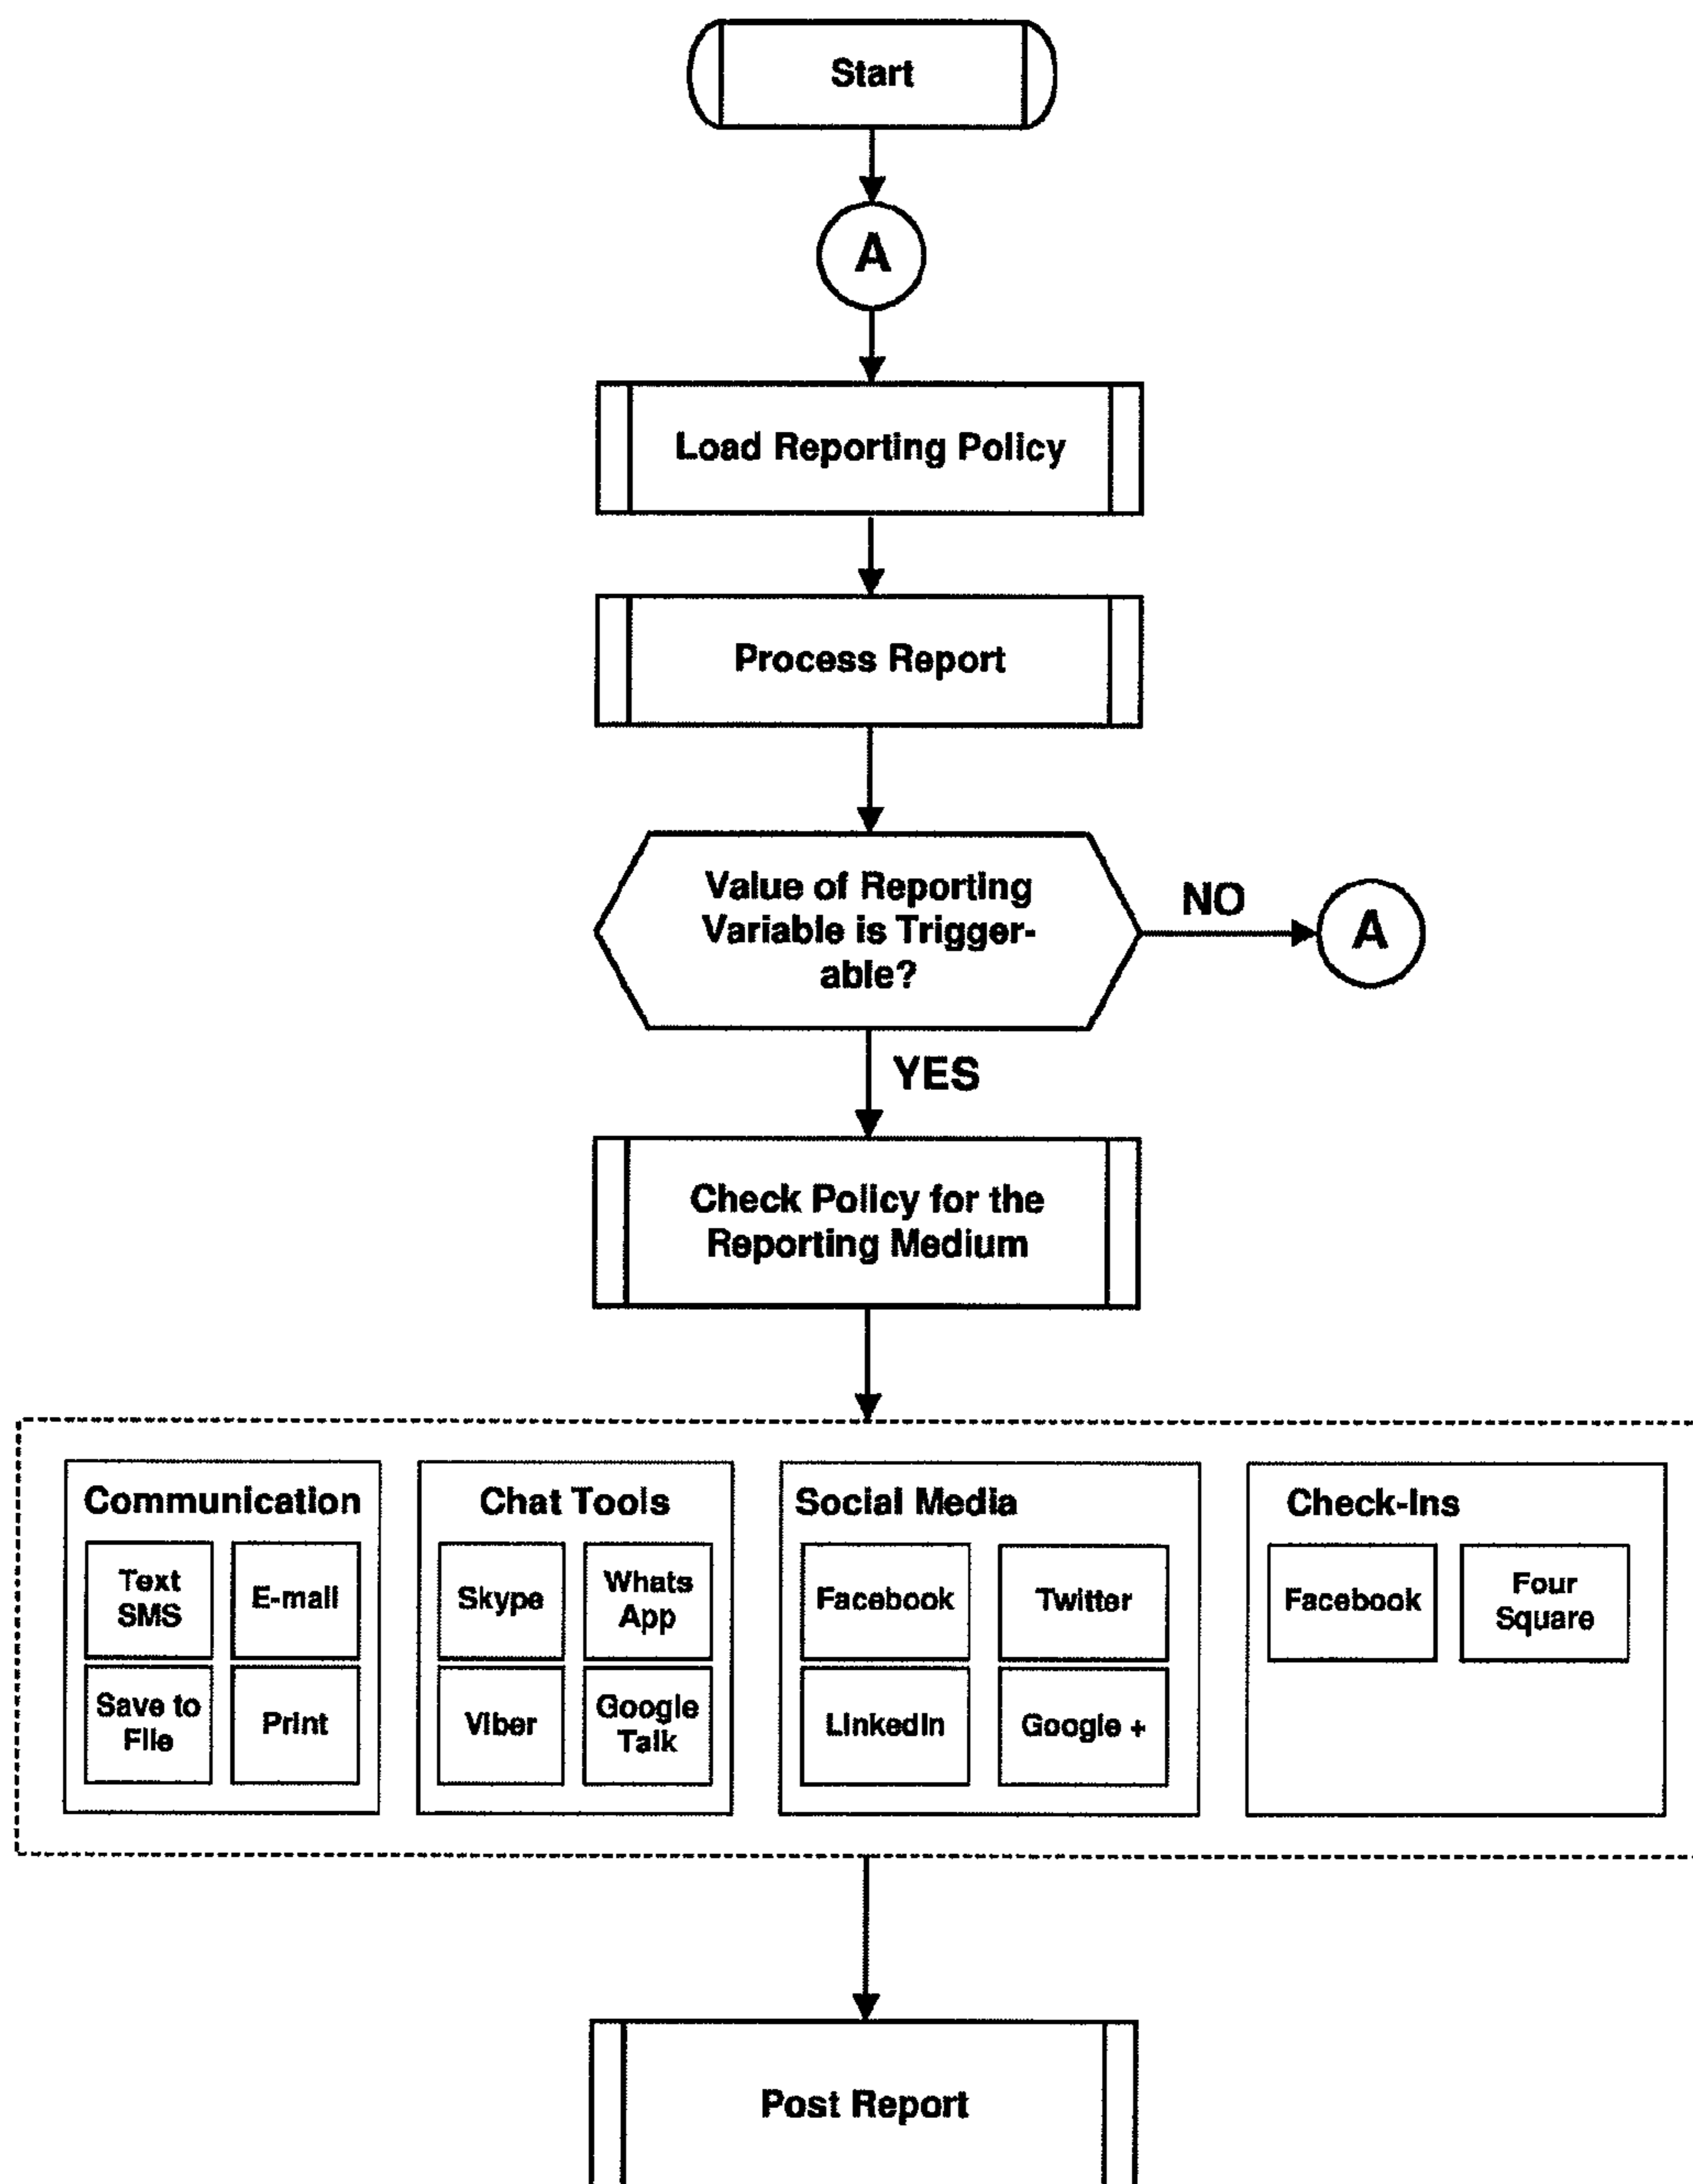 Start
A
Load Reporting Policy
Process Report
Value of Reporting
Variable is Trigger-
able?
NO
A
YES
Check Policy for the
Reporting Medium
Communication
Text
SMS
E-mail
Save to
File
Print
Chat Tools
Skype
Whats
App
Viber
Google
Talk
Social Media
Facebook
Twitter
LinkedIn
Google +
Check-Ins
Facebook
Four
Square
Post Report